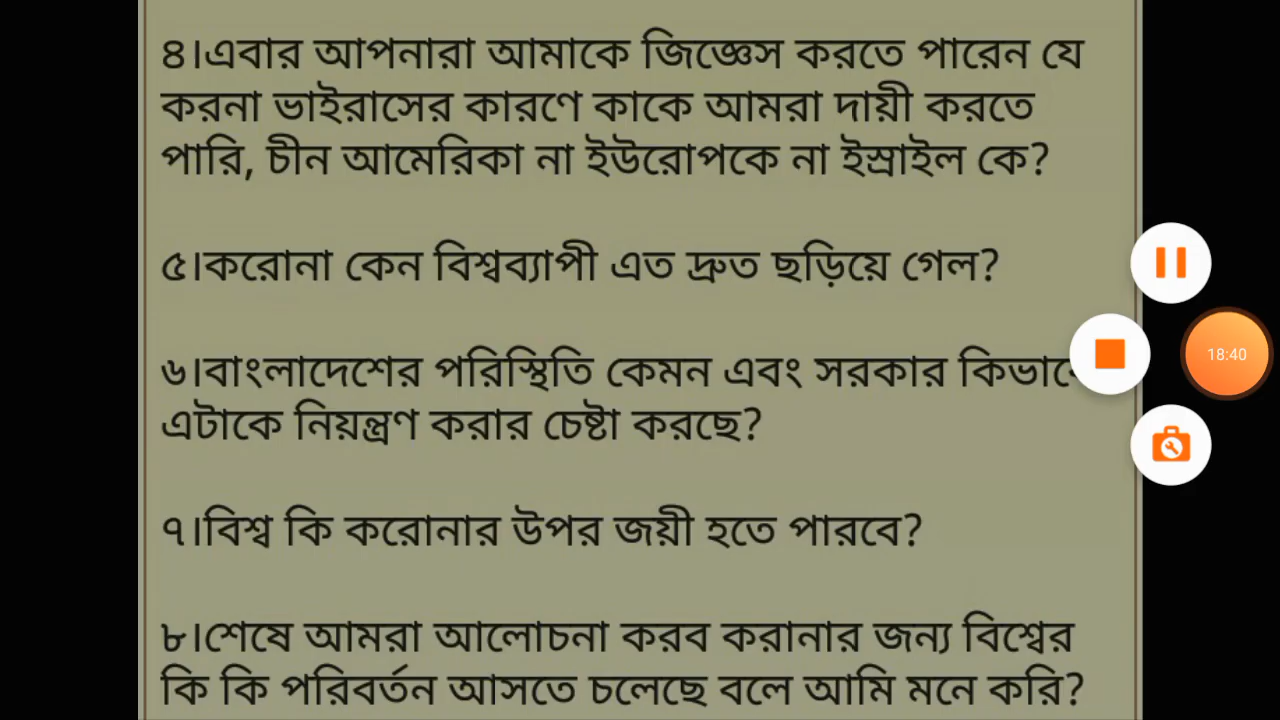 ৪।এবার আপনারা আমাকে জিজ্ঞেস করতে পারেন যে
করনা ভাইরাসের কারণে কাকে আমরা দায়ী করতে
পারি, চীন আমেরিকা না ইউরোপকে না ইস্রাইল কে?
৫।করোনা কেন বিশ্বব্যাপী এত দ্রুত ছড়িয়ে গেল?
৬।বাংলাদেশের পরিস্থিতি কেমন এবং সরকার
এটাকে নিয়ন্ত্রণ করার চেষ্টা করছে?
৭।বিশ্ব কি করোনার উপর জয়ী হতে পারবে?
৮।শেষে আমরা আলোচনা করব করানার জন্য বিশ্বের
কি কি পরিবর্তন আসতে চলেছে বলে আমি মনে করি?
18:40